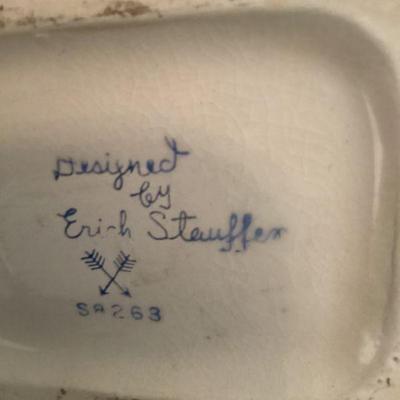 Designed
by
Erich Stauffer
SA263